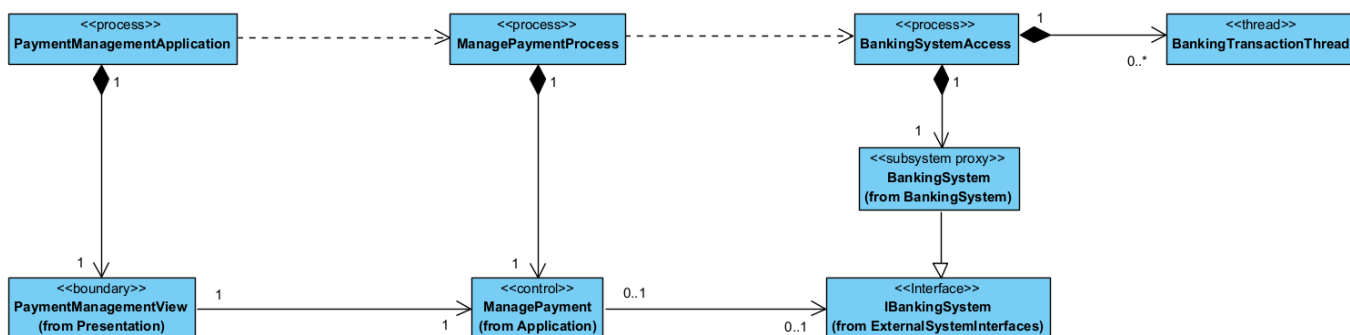 <<process>>
PaymentManagementApplication
<<process>>
ManagePaymentProcess
<<process>>
BankingSystemAccess
1
<<thread>>
BankingTransactionThread
0..*
1
1
1
1
<<subsystem proxy>>
BankingSystem
(from BankingSystem)
1
1
<<boundary>>
PaymentManagementView
(from Presentation)
1
1
<<control>>
ManagePayment
(from Application)
0..1
0..1
<<Interface>>
IBankingSystem
(from ExternalSystemInterfaces)